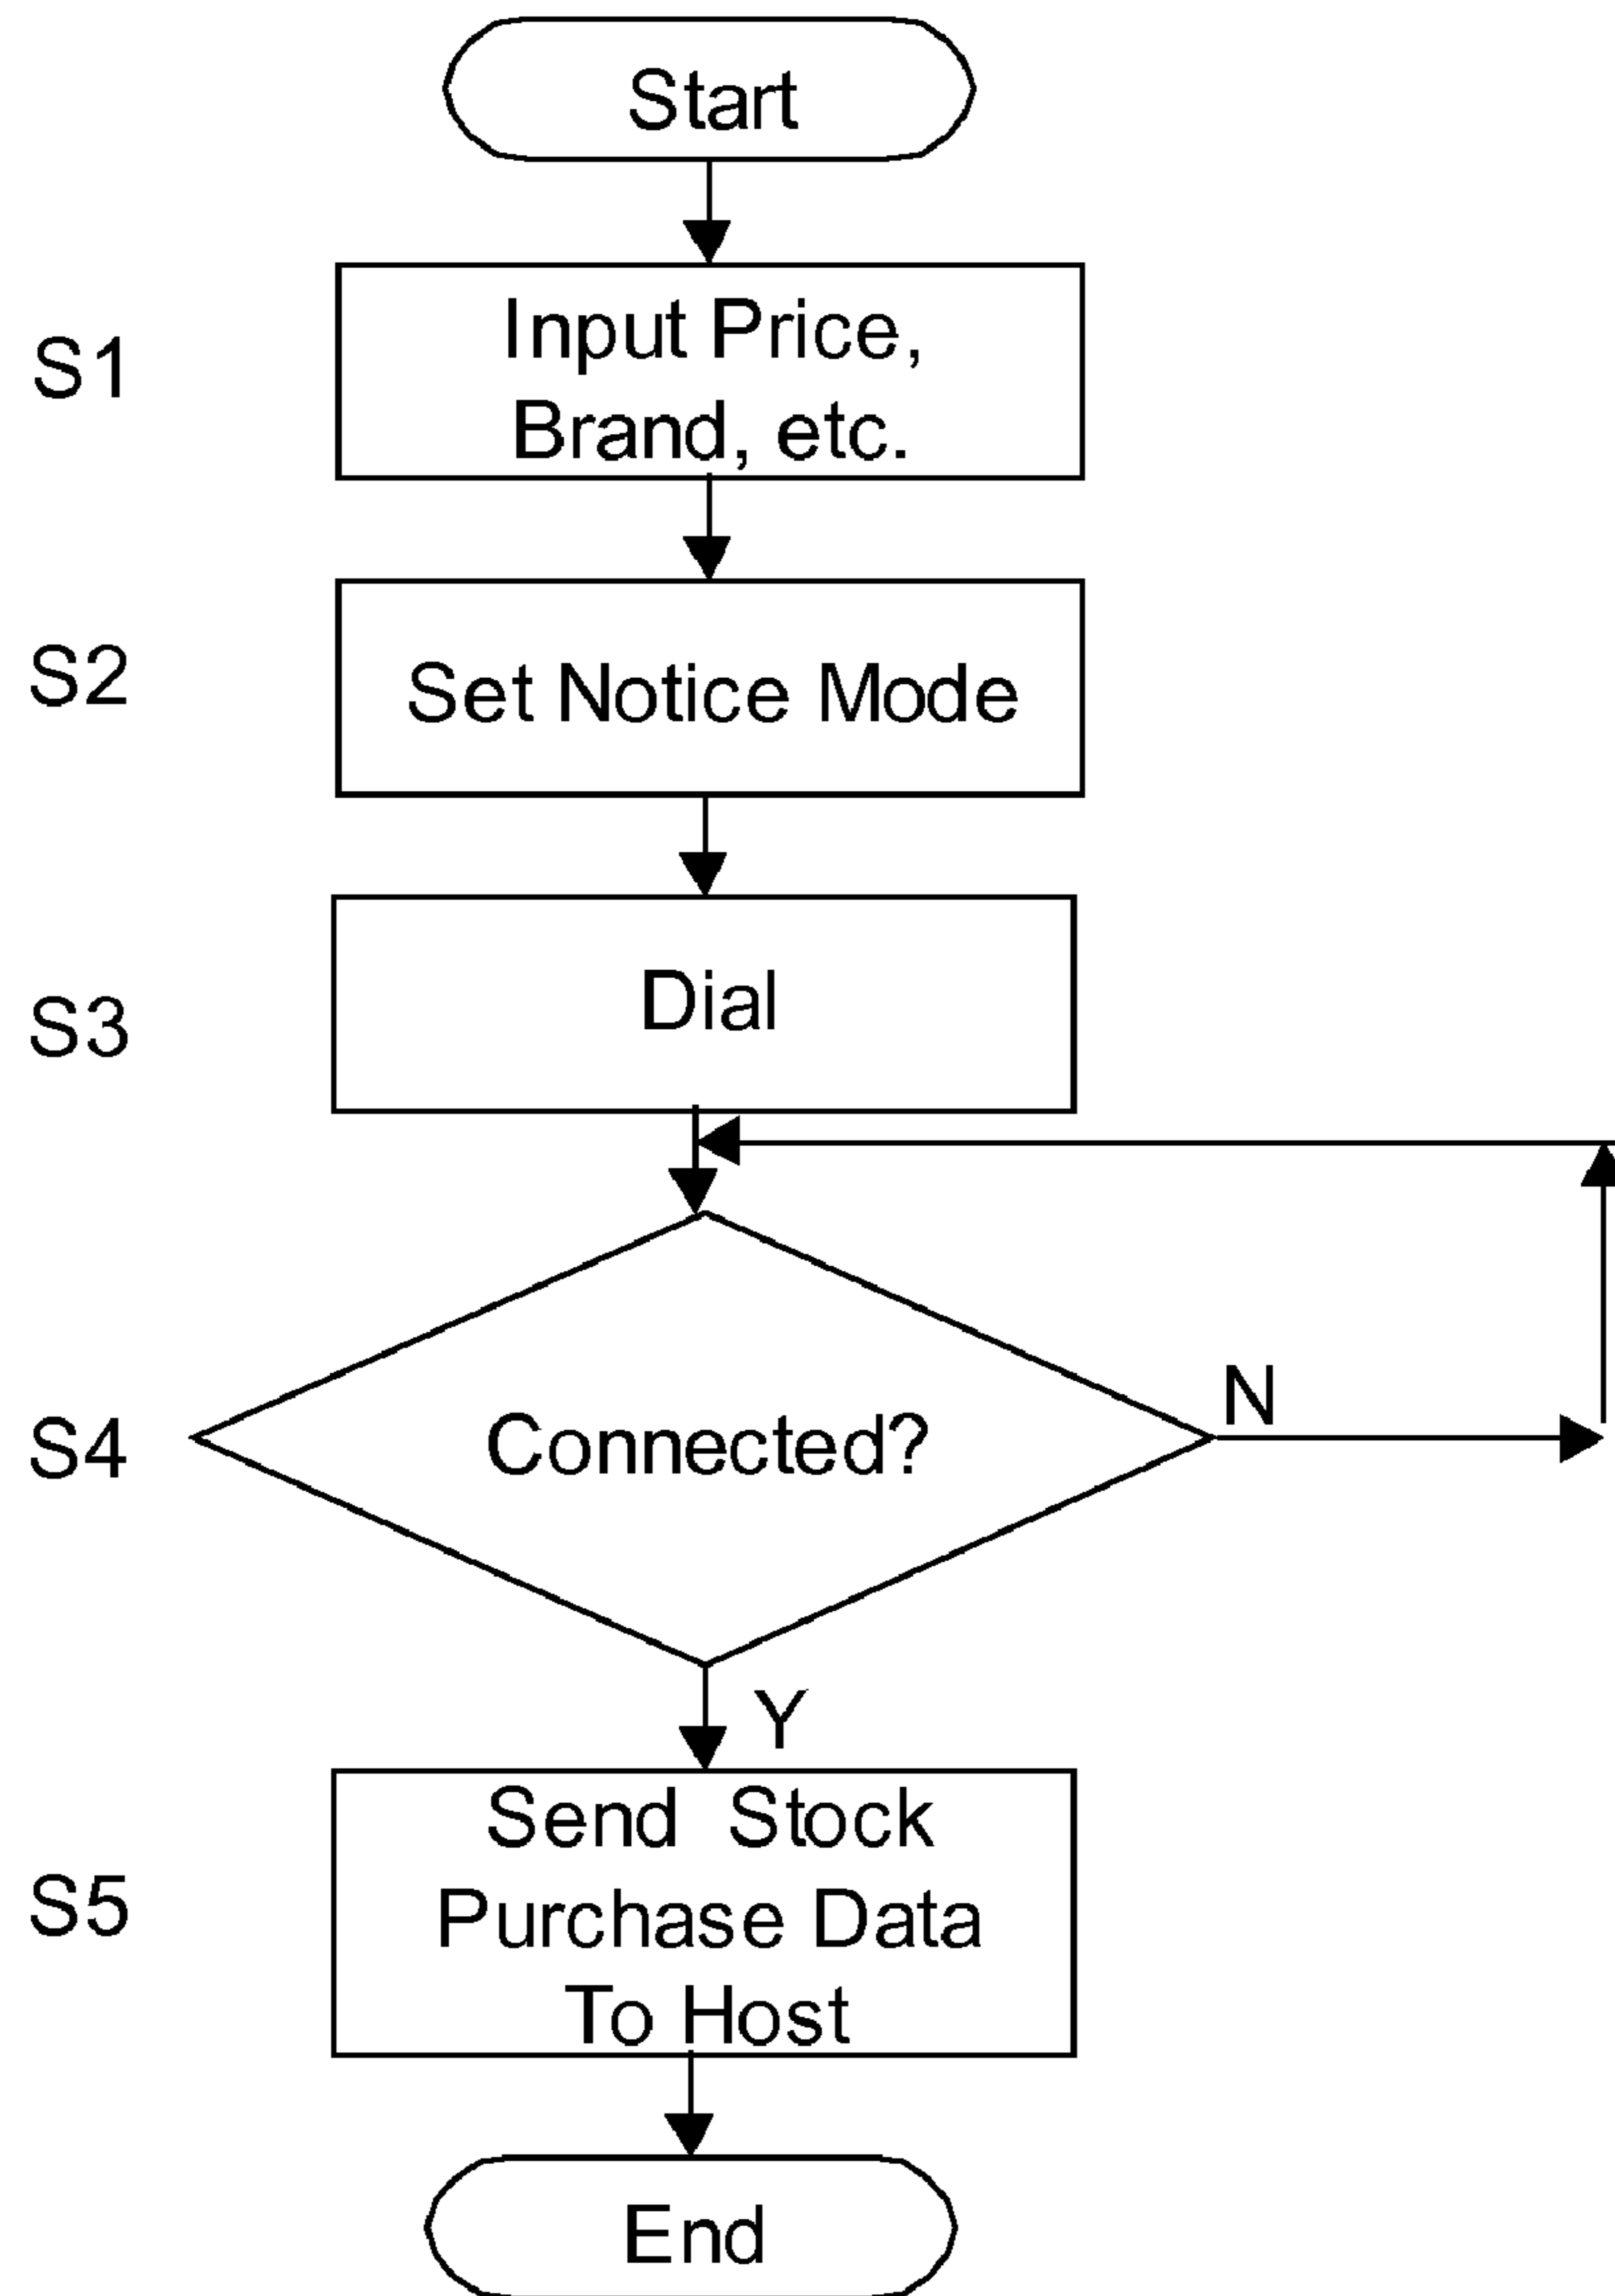 Start
S1
Input Price,
Brand, etc.
S2
Set Notice Mode
S3
Dial
S4
Connected?
N
Y
S5
Send Stock
Purchase Data
To Host
End